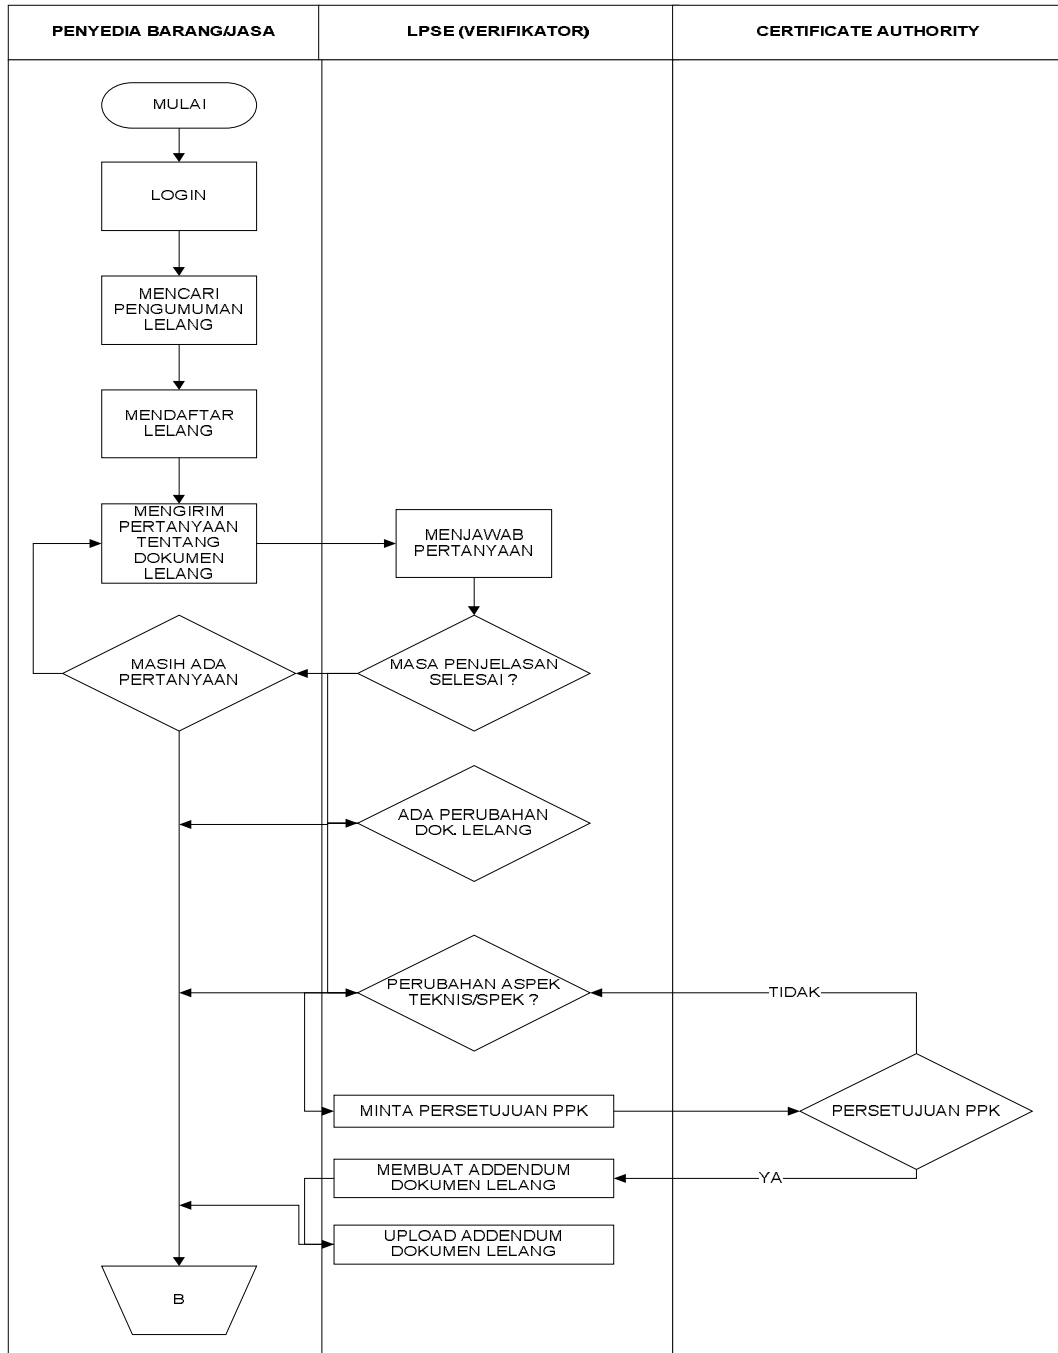 PENYEDIA BARANG/JASA
LPSE (VERIFIKATOR)
CERTIFICATE AUTHORITY
MULAI
LOGIN
MENCARI
PENGUMUMAN
LELANG
MENDAFTAR
LELANG
MENGIRIM
PERTANYAAN
TENTANG
DOKUMEN
LELANG
MENJAWAB
PERTANYAAN
MASIH ADA
PERTANYAAN
MASA PENJELASAN
SELESAI ?
ADA PERUBAHAN
DOK. LELANG
PERUBAHAN ASPEK
TEKNIS/SPEK ?
TIDAK
MINTA PERSETUJUAN PPK
PERSETUJUAN PPK
MEMBUAT ADDENDUM
DOKUMEN LELANG
YA
UPLOAD ADDENDUM
DOKUMEN LELANG
B